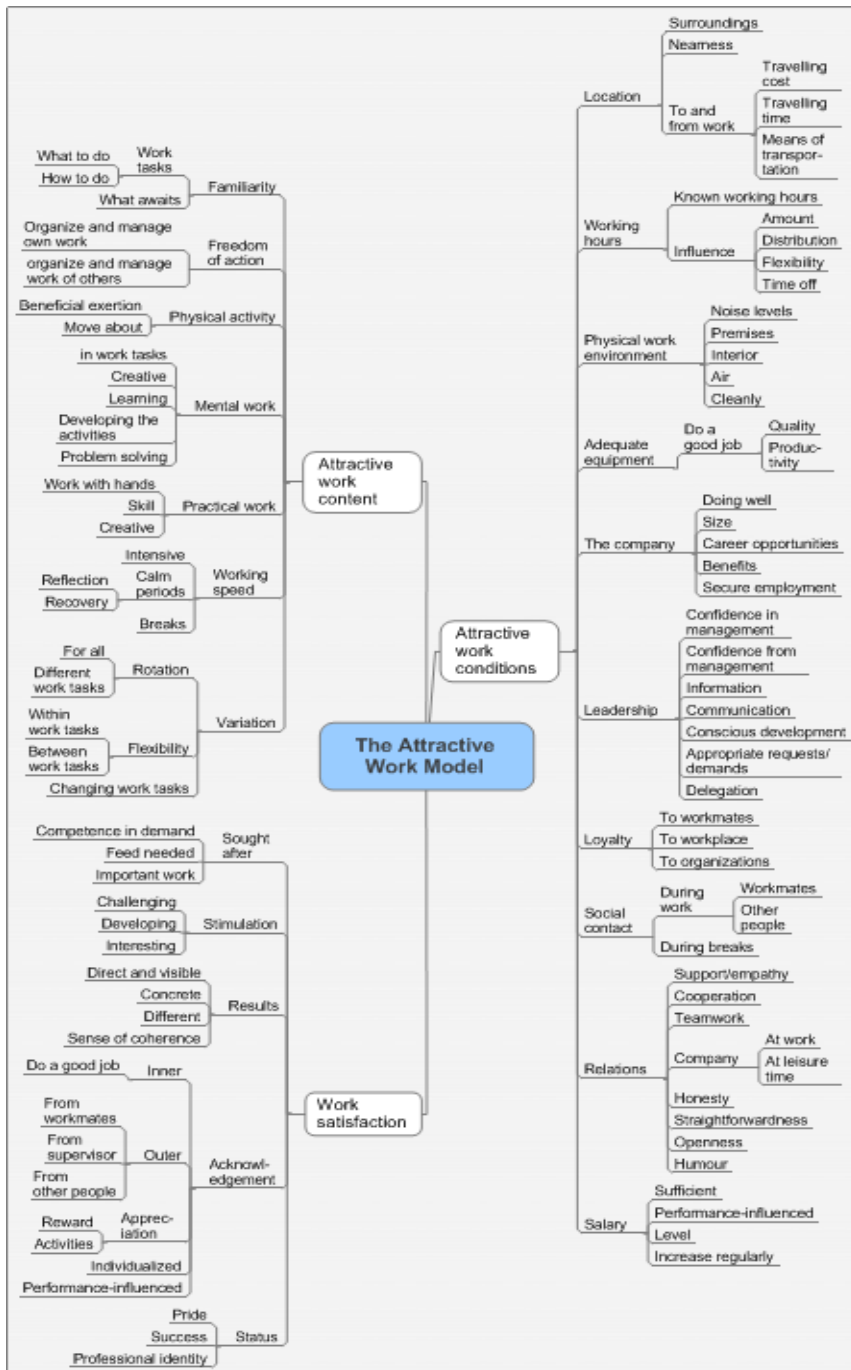 The Attractive
Work Model
Attractive
work
content
Familiarity
Work
tasks
What to do
How to do
What awaits
Freedom
of action
Organize and manage
own work
organize and manage
work of others
Physical activity
Beneficial exertion
Move about
Mental work
in work tasks
Creative
Learning
Developing the
activities
Problem solving
Practical work
Work with hands
Skill
Creative
Working
speed
Intensive
Calm
periods
Reflection
Recovery
Breaks
Variation
Rotation
For all
Different
work tasks
Flexibility
Within
work tasks
Between
work tasks
Changing work tasks
Work
satisfaction
Sought
after
Competence in demand
Feed needed
Important work
Stimulation
Challenging
Developing
Interesting
Results
Direct and visible
Concrete
Different
Sense of coherence
Acknowl-
edgement
Inner
Do a good job
Outer
From
workmates
From
supervisor
From
other people
Apprec-
iation
Reward
Activities
Individualized
Performance-influenced
Status
Pride
Success
Professional identity
Attractive
work
conditions
Location
Surroundings
Nearness
To and
from work
Travelling
cost
Travelling
time
Means of
transpor-
tation
Working
hours
Known working hours
Influence
Amount
Distribution
Flexibility
Time off
Physical work
environment
Noise levels
Premises
Interior
Air
Cleanly
Adequate
equipment
Do a
good job
Quality
Produc-
tivity
The company
Doing well
Size
Career opportunities
Benefits
Secure employment
Leadership
Confidence in
management
Confidence from
management
Information
Communication
Conscious development
Appropriate requests/
demands
Delegation
Loyalty
To workmates
To workplace
To organizations
Social
contact
During
work
Workmates
Other
people
During breaks
Relations
Support/empathy
Cooperation
Teamwork
Company
At work
At leisure
time
Honesty
Straightforwardness
Openness
Humour
Salary
Sufficient
Performance-influenced
Level
Increase regularly